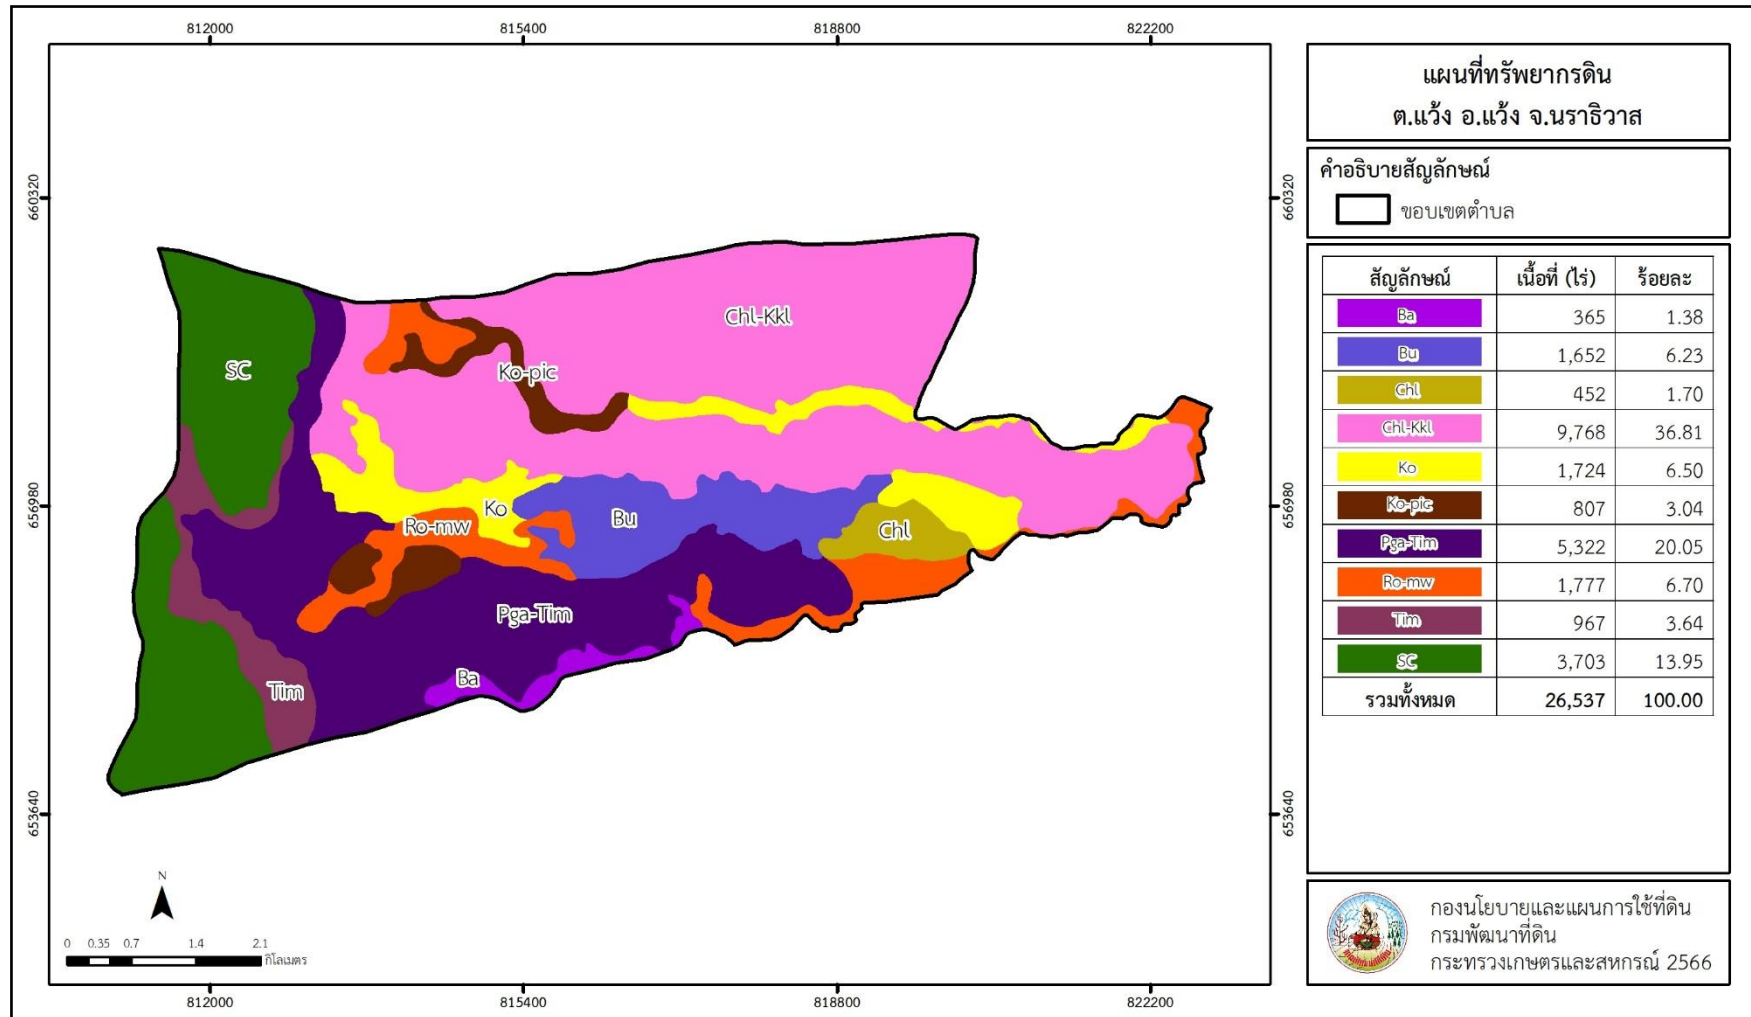 812000
815400
818800
822200
660320
656980
653640
660320
656980
653640
Chl-Kkl
SC
Ko-pic
Ko
Ro-mw
Bu
Chl
Pga-Tim
Ba
Tim
N
0 0.35 0.7 1.4 2.1
กิโลเมตร
812000
815400
818800
822200
แผนที่ทรัพยากรดิน
ต.แว้ง อ.แว้ง จ.นราธิวาส
คำอธิบายสัญลักษณ์
ขอบเขตตำบล
สัญลักษณ์ เนื้อที่ (ไร่) ร้อยละ
Ba 365 1.38
Bu 1,652 6.23
Chl 452 1.70
Chl-Kkl 9,768 36.81
Ko 1,724 6.50
Ko-pic 807 3.04
Pga-Tim 5,322 20.05
Ro-mw 1,777 6.70
Tim 967 3.64
SC 3,703 13.95
รวมทั้งหมด 26,537 100.00
กองนโยบายและแผนการใช้ที่ดิน
กรมพัฒนาที่ดิน
กระทรวงเกษตรและสหกรณ์ 2566